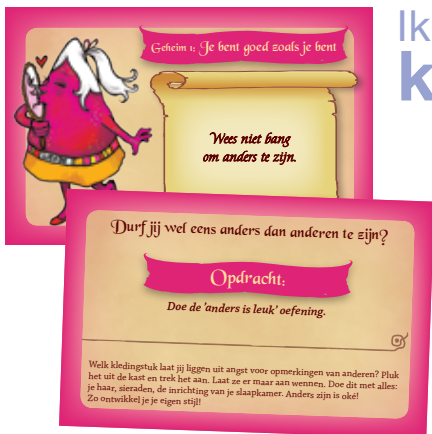 Ik
k
Geheim 1: Je bent goed zoals je bent
Wees niet bang
om anders te zijn.
Durf jij wel eens anders dan anderen te zijn?
Opdracht:
Doe de 'anders is leuk' oefening.
Welk kledingstuk laat jij liggen uit angst voor opmerkingen van anderen? Pluk
het uit de kast en trek het aan. Laat ze er maar aan wennen. Doe dit met alles:
je haar, sieraden, de inrichting van je slaapkamer. Anders zijn is oké!
Zo ontwikkel je je eigen stijl!